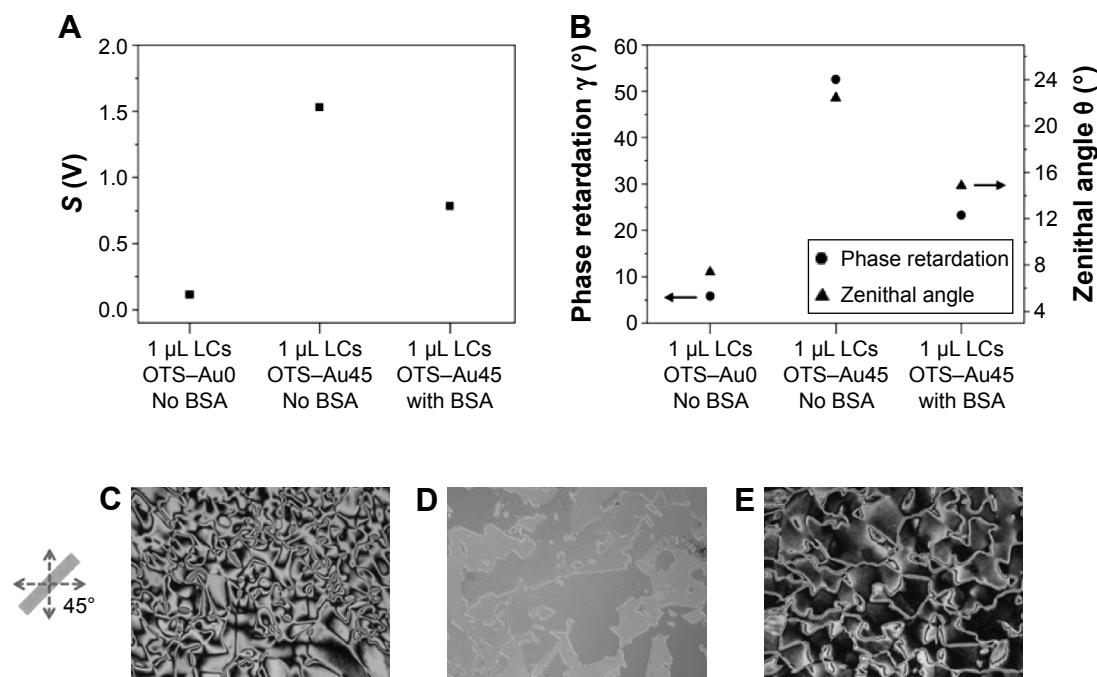 A
S (V)
2.0
1.5
1.0
0.5
0.0
1 µL LCs
OTS–Au0
No BSA
1 µL LCs
OTS–Au45
No BSA
1 µL LCs
OTS–Au45
with BSA
B
Phase retardation γ (°)
60
50
40
30
20
10
0
Zenithal angle θ (°)
24
20
16
12
8
4
Phase retardation
Zenithal angle
1 µL LCs
OTS–Au0
No BSA
1 µL LCs
OTS–Au45
No BSA
1 µL LCs
OTS–Au45
with BSA
C
D
E
45°